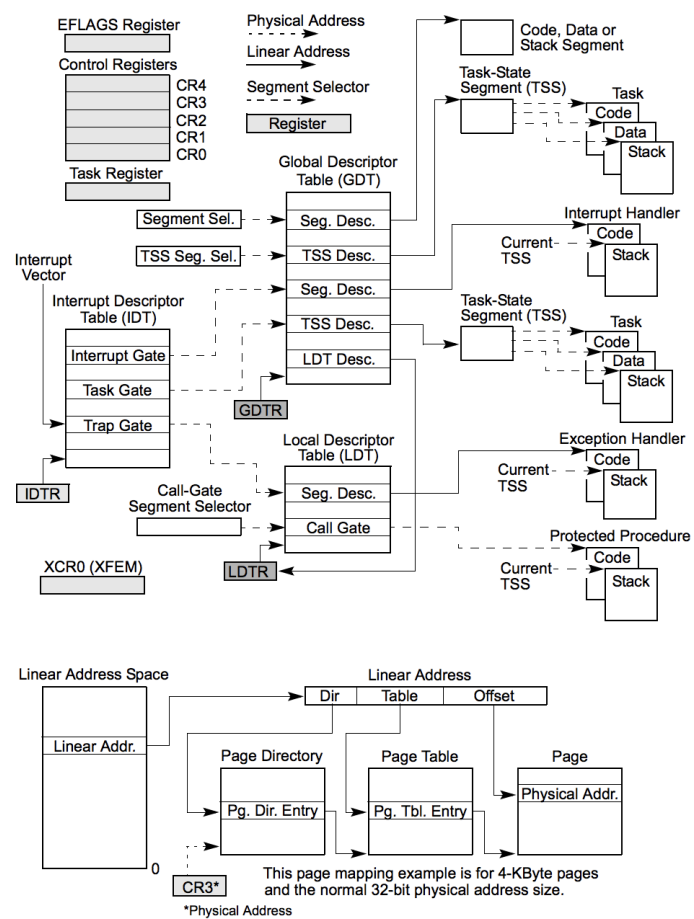 EFLAGS Register
Control Registers
CR4
CR3
CR2
CR1
CR0
Task Register
Physical Address
Linear Address
Segment Selector
Register
Code, Data or
Stack Segment
Task-State
Segment (TSS)
Task
Code
Data
Stack
Global Descriptor
Table (GDT)
Segment Sel.
Seg. Desc.
TSS Seg. Sel.
TSS Desc.
Seg. Desc.
TSS Desc.
LDT Desc.
GDTR
Interrupt Handler
Code
Current
TSS
Stack
Interrupt
Vector
Interrupt Descriptor
Table (IDT)
Interrupt Gate
Task Gate
Trap Gate
IDTR
Task-State
Segment (TSS)
Task
Code
Data
Stack
Local Descriptor
Table (LDT)
Call-Gate
Segment Selector
Seg. Desc.
Call Gate
LDTR
Exception Handler
Code
Current
TSS
Stack
Protected Procedure
Code
Current
TSS
Stack
XCR0 (XFEM)
Linear Address Space
Linear Addr.
0
Linear Address
Dir
Table
Offset
Page Directory
Pg. Dir. Entry
Page Table
Pg. Tbl. Entry
Page
Physical Addr.
CR3*
*Physical Address
This page mapping example is for 4-KByte pages
and the normal 32-bit physical address size.